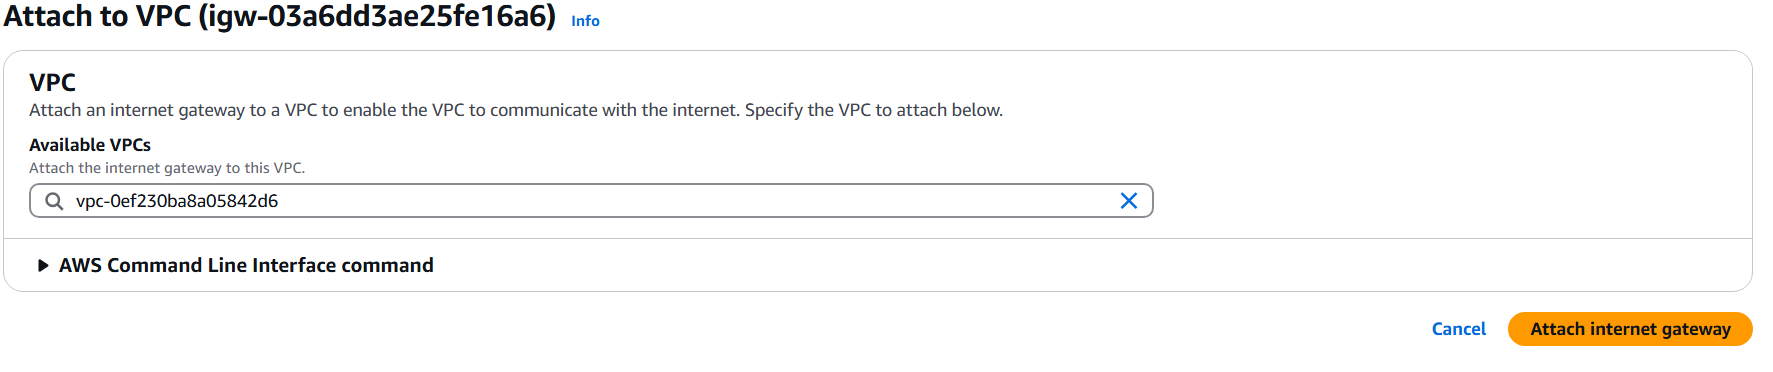 Attach to VPC (igw-03a6dd3ae25fe16a6) Info
VPC
Attach an internet gateway to a VPC to enable the VPC to communicate with the internet. Specify the VPC to attach below.
Available VPCs
Attach the internet gateway to this VPC.
vpc-0ef230ba8a05842d6
AWS Command Line Interface command
Cancel Attach internet gateway